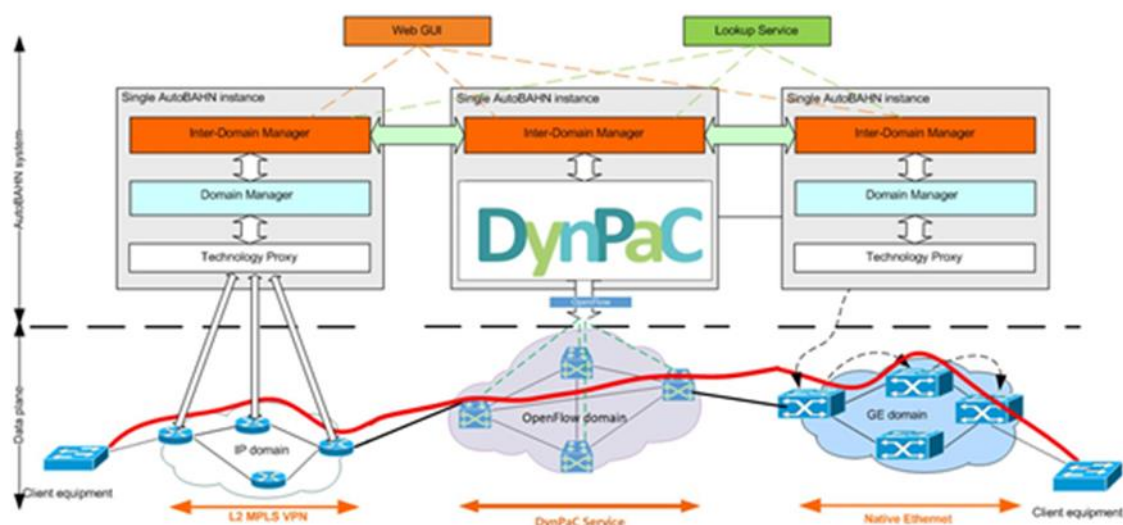 Web GUI
Lookup Service
Single AutoBAHN instance
Single AutoBAHN instance
Single AutoBAHN instance
Inter-Domain Manager
Inter-Domain Manager
Inter-Domain Manager
Domain Manager
DynPaC
Domain Manager
Technology Proxy
Technology Proxy
OpenFlow
AutoBAHN system
Data plane
IP domain
OpenFlow domain
GE domain
Client equipment
L2 MPLS VPN
DynPaC Service
Native Ethernet
Client equipment